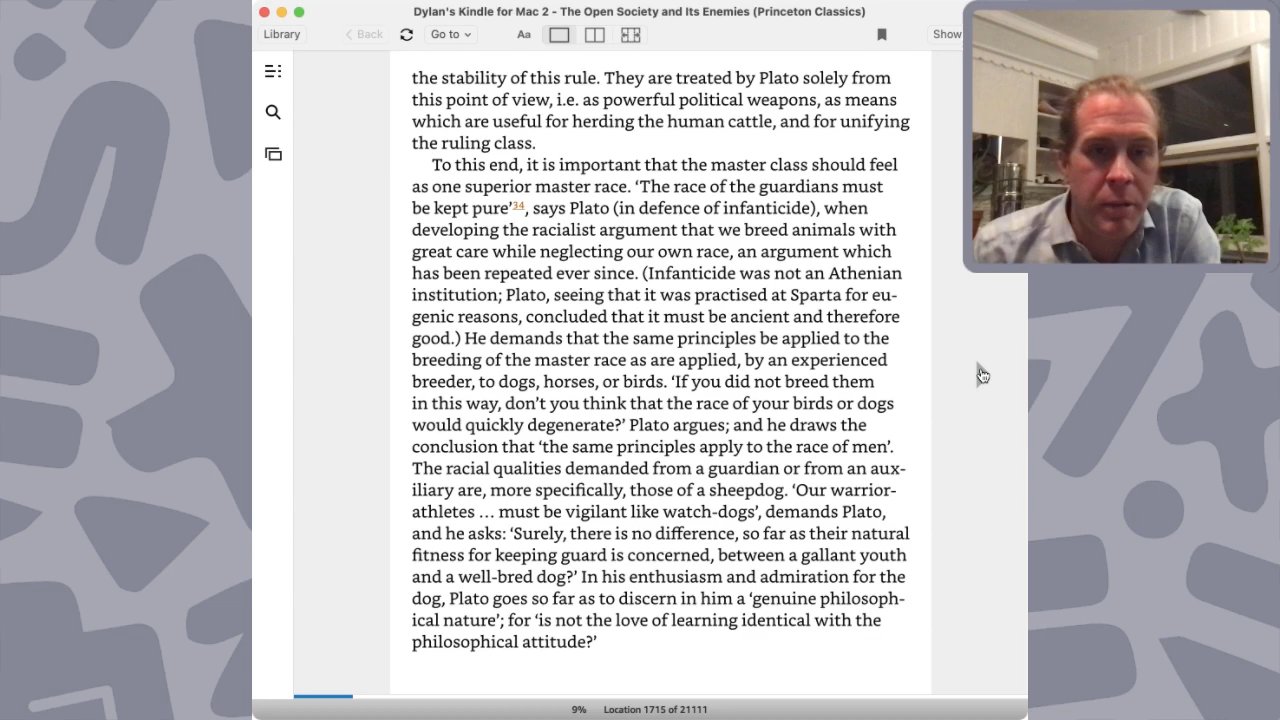 Dylan's Kindle for Mac 2 - The Open Society and Its Enemies (Princeton Classics)
Library
Back
Go to
Aa
Show
the stability of this rule. They are treated by Plato solely from
this point of view, i.e. as powerful political weapons, as means
which are useful for herding the human cattle, and for unifying
the ruling class.
To this end, it is important that the master class should feel
as one superior master race. ‘The race of the guardians must
be kept pure’34, says Plato (in defence of infanticide), when
developing the racialist argument that we breed animals with
great care while neglecting our own race, an argument which
has been repeated ever since. (Infanticide was not an Athenian
institution; Plato, seeing that it was practised at Sparta for eu-
genic reasons, concluded that it must be ancient and therefore
good.) He demands that the same principles be applied to the
breeding of the master race as are applied, by an experienced
breeder, to dogs, horses, or birds. ‘If you did not breed them
in this way, don’t you think that the race of your birds or dogs
would quickly degenerate?’ Plato argues; and he draws the
conclusion that ‘the same principles apply to the race of men’.
The racial qualities demanded from a guardian or from an aux-
iliary are, more specifically, those of a sheepdog. ‘Our warrior-
athletes … must be vigilant like watch-dogs’, demands Plato,
and he asks: ‘Surely, there is no difference, so far as their natural
fitness for keeping guard is concerned, between a gallant youth
and a well-bred dog?’ In his enthusiasm and admiration for the
dog, Plato goes so far as to discern in him a ‘genuine philosoph-
ical nature’; for ‘is not the love of learning identical with the
philosophical attitude?’
9% Location 1715 of 21111